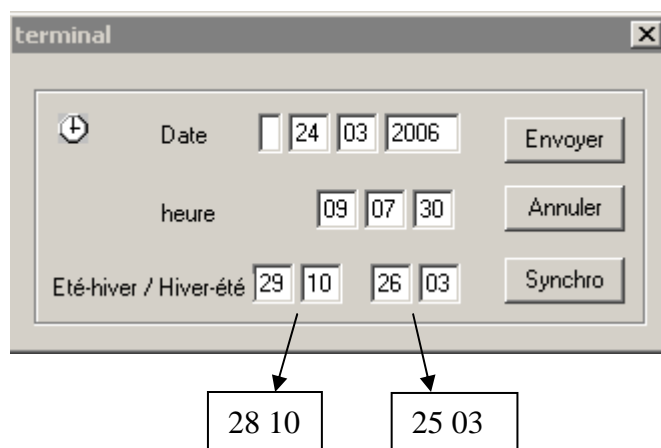 terminal
Date 24 03 2006 Envoyer
heure 09 07 30 Annuler
Eté-hiver / Hiver-été 29 10 26 03 Synchro
28 10 25 03